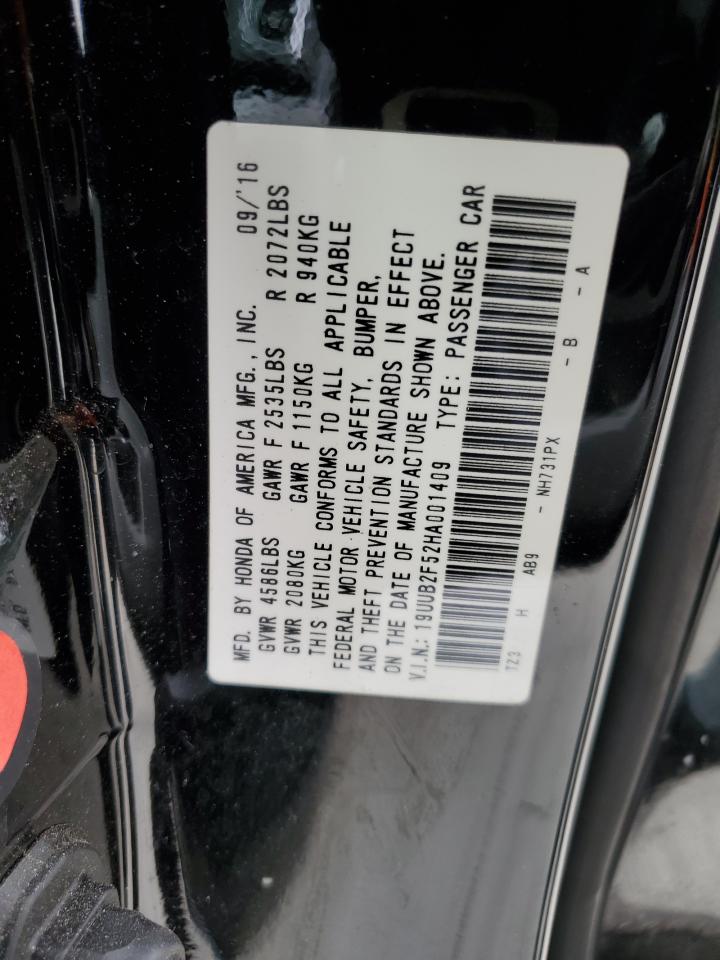 MFD. BY HONDA OF AMERICA MFG., INC. 09/'16
GVWR 4586LBS GAWR F 2535LBS R 2072LBS
GVWR 2080KG GAWR F 1150KG R 940KG
THIS VEHICLE CONFORMS TO ALL APPLICABLE
FEDERAL MOTOR VEHICLE SAFETY, BUMPER,
AND THEFT PREVENTION STANDARDS IN EFFECT
ON THE DATE OF MANUFACTURE SHOWN ABOVE.
V.I.N.: 19UUB2F52HA001409 TYPE: PASSENGER CAR
TZ3 H AB9 - NH731PX - B - A